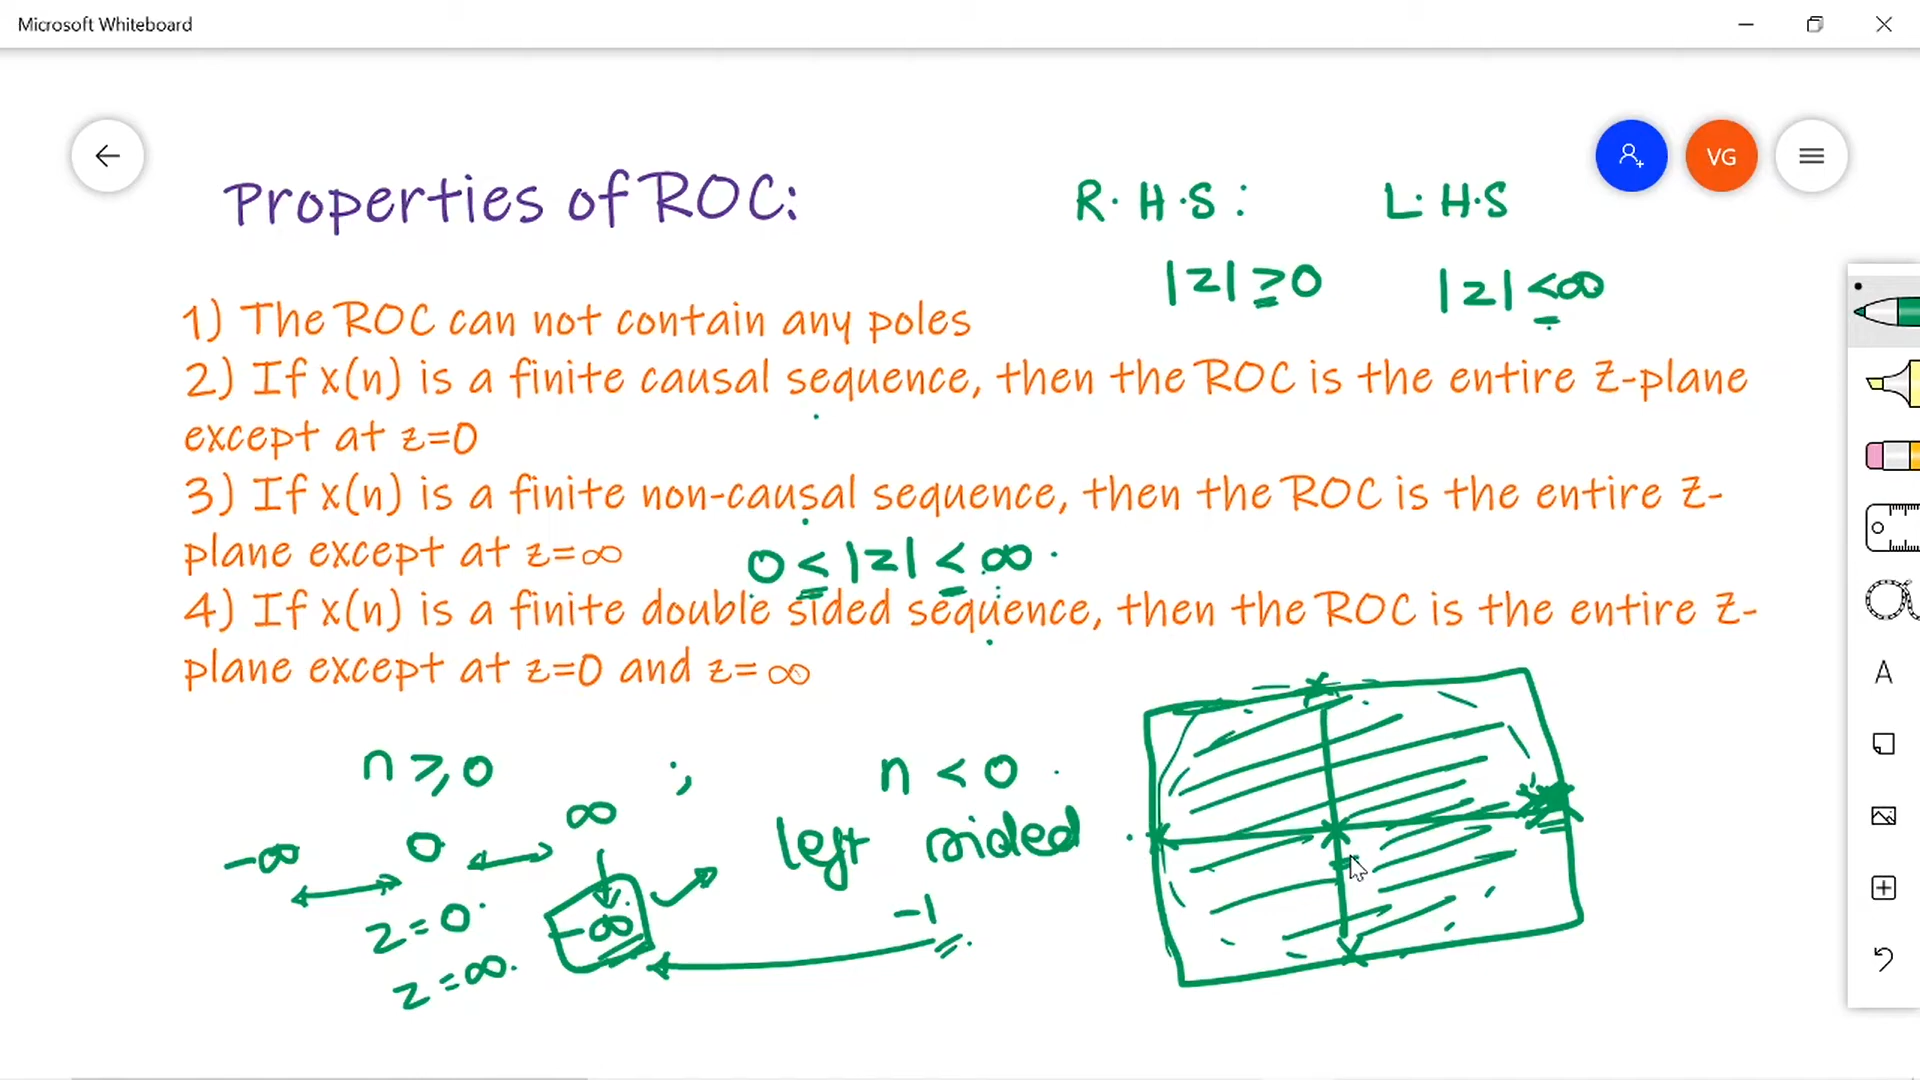 Microsoft Whiteboard
VG
Properties of ROC:
R.H.S: L.H.S
|z| ≥ 0 |z| ≤ ∞
1) The ROC can not contain any poles
2) If x(n) is a finite causal sequence, then the ROC is the entire Z-plane
except at z=0
3) If x(n) is a finite non-causal sequence, then the ROC is the entire Z-
plane except at z=∞
0 ≤ |z| ≤ ∞
4) If x(n) is a finite double sided sequence, then the ROC is the entire Z-
plane except at z=0 and z=∞
n ≥ 0 ; n < 0
-∞ 0 ∞ left sided
z=0 -∞ -1
z=∞